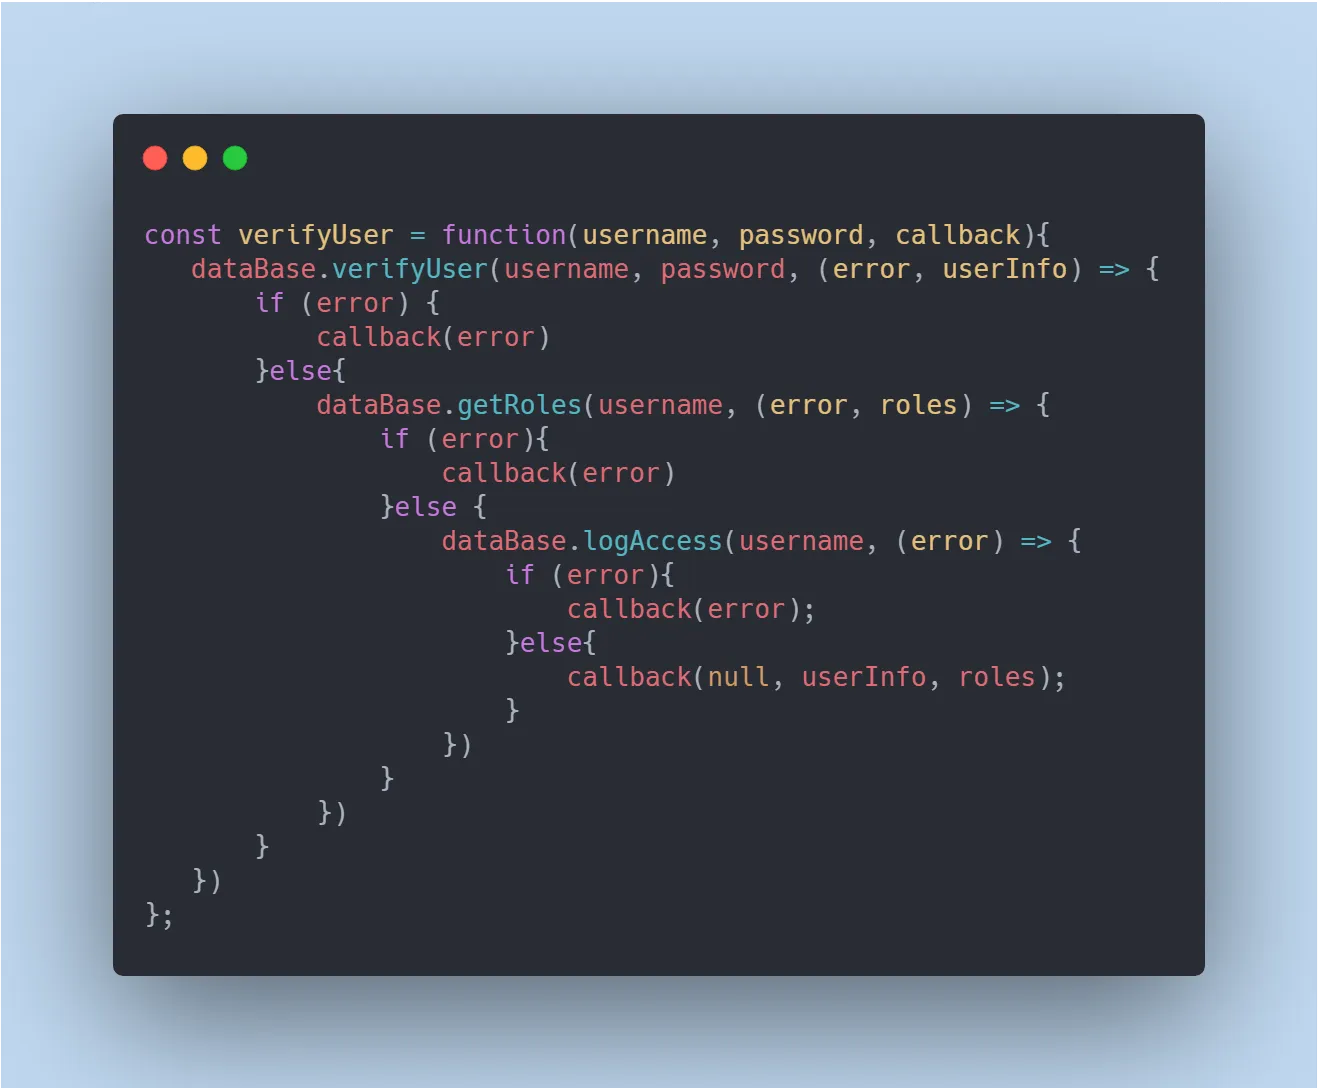 const verifyUser = function(username, password, callback){
   dataBase.verifyUser(username, password, (error, userInfo) => {
       if (error) {
           callback(error)
       }else{
           dataBase.getRoles(username, (error, roles) => {
               if (error){
                   callback(error)
               }else {
                   dataBase.logAccess(username, (error) => {
                       if (error){
                           callback(error);
                       }else{
                           callback(null, userInfo, roles);
                       }
                   })
               }
           })
       }
   })
};